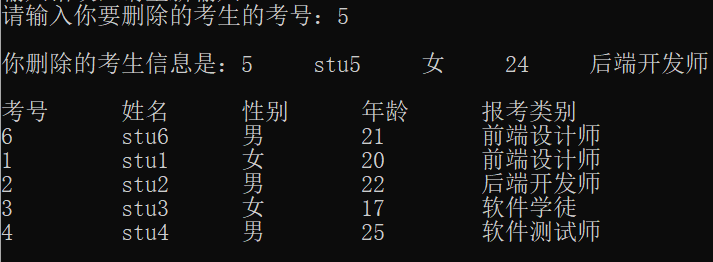 请输入你要删除的考生的考号：5
你删除的考生信息是：5 stu5 女 24 后端开发师
考号 姓名 性别 年龄 报考类别
6 stu6 男 21 前端设计师
1 stu1 女 20 前端设计师
2 stu2 男 22 后端开发师
3 stu3 女 17 软件学徒
4 stu4 男 25 软件测试师